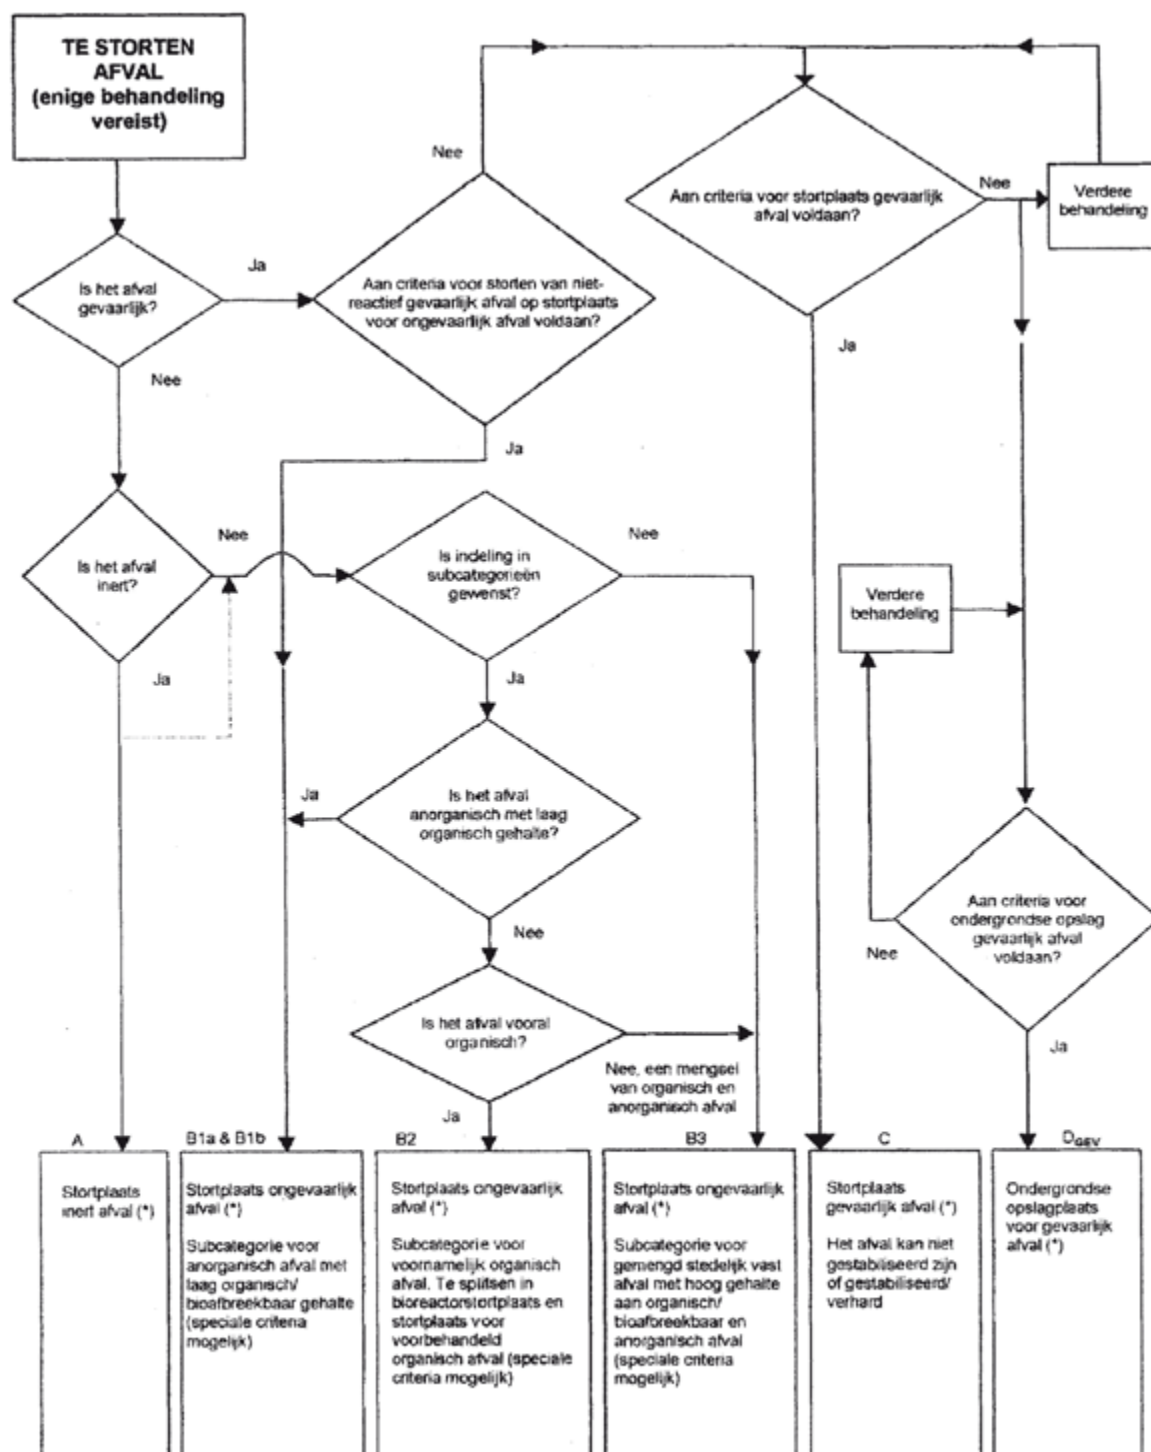 TE STORTEN
AFVAL
(enige behandeling
vereist)
Nee
Aan criteria voor stortplaats gevaarlijk
afval voldaan?
Nee
Verdere
behandeling
Is het afval
gevaarlijk?
Ja
Aan criteria voor storten van niet-
reactief gevaarlijk afval op stortplaats
voor ongevaarlijk afval voldaan?
Ja
Nee
Ja
Is het afval
inert?
Nee
Is indeling in
subcategorieën
gewenst?
Nee
Verdere
behandeling
Ja
Ja
Is het afval
anorganisch met laag
organisch gehalte?
Ja
Nee
Aan criteria voor
ondergrondse opslag
gevaarlijk afval
voldaan?
Nee
Ja
Is het afval vooral
organisch?
Nee, een mengsel
van organisch en
anorganisch afval
Ja
A
Stortplaats
inert afval (*)
B1a & B1b
Stortplaats ongevaarlijk
afval (*)
Subcategorie voor
anorganisch afval met
laag organisch/
bioafbreekbaar gehalte
(speciale criteria
mogelijk)
B2
Stortplaats ongevaarlijk
afval (*)
Subcategorie voor
voornamelijk organisch
afval. Te splitsen in
bioreactorstortplaats en
stortplaats voor
voorbehandeld
organisch afval (speciale
criteria mogelijk)
B3
Stortplaats ongevaarlijk
afval (*)
Subcategorie voor
gemengd stedelijk vast
afval met hoog gehalte
aan organisch/
bioafbreekbaar en
anorganisch afval
(speciale criteria
mogelijk)
C
Stortplaats
gevaarlijk afval (*)
Het afval kan niet
gestabiliseerd zijn
of gestabiliseerd/
verhard
DGEV
Ondergrondse
opslagplaats
voor gevaarlijk
afval (*)